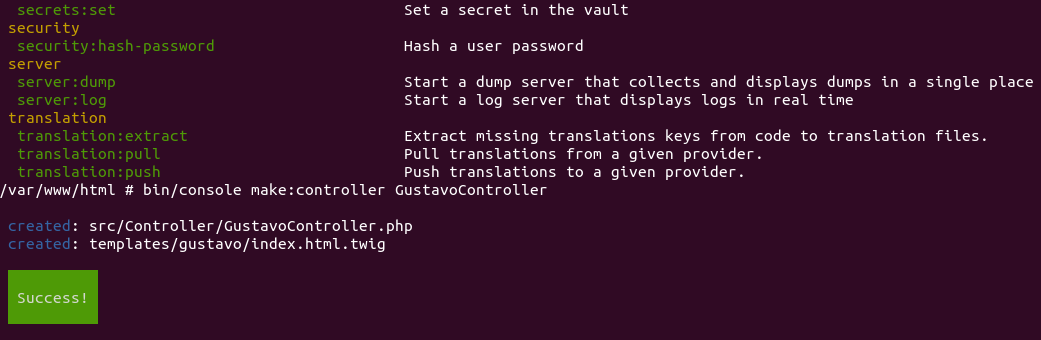 secrets:set Set a secret in the vault
security
security:hash-password Hash a user password
server
server:dump Start a dump server that collects and displays dumps in a single place
server:log Start a log server that displays logs in real time
translation
translation:extract Extract missing translations keys from code to translation files.
translation:pull Pull translations from a given provider.
translation:push Push translations to a given provider.
/var/www/html # bin/console make:controller GustavoController
created: src/Controller/GustavoController.php
created: templates/gustavo/index.html.twig
Success!